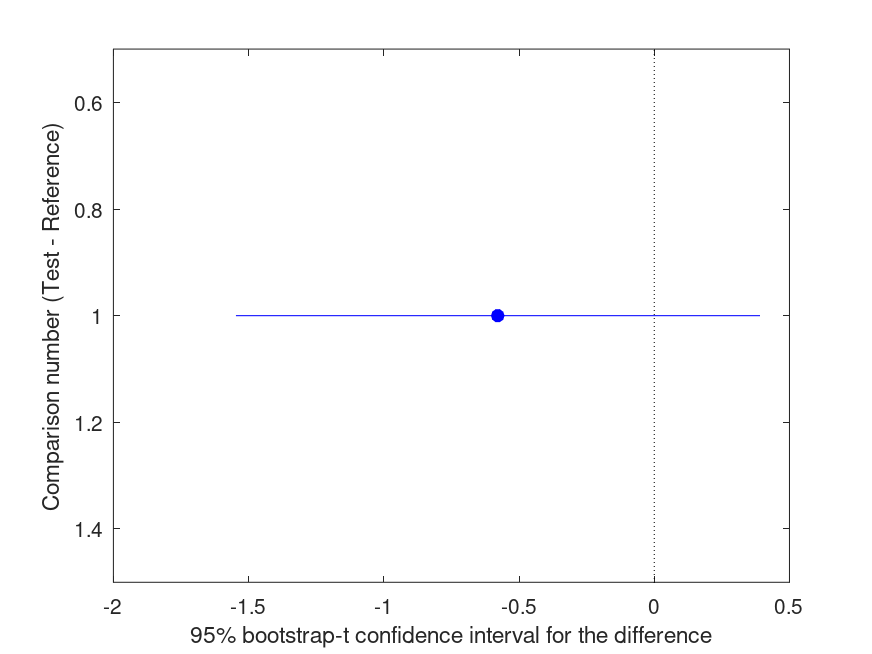 Comparison number (Test - Reference)
0.6
0.8
1
1.2
1.4
-2 -1.5 -1 -0.5 0 0.5
95% bootstrap-t confidence interval for the difference